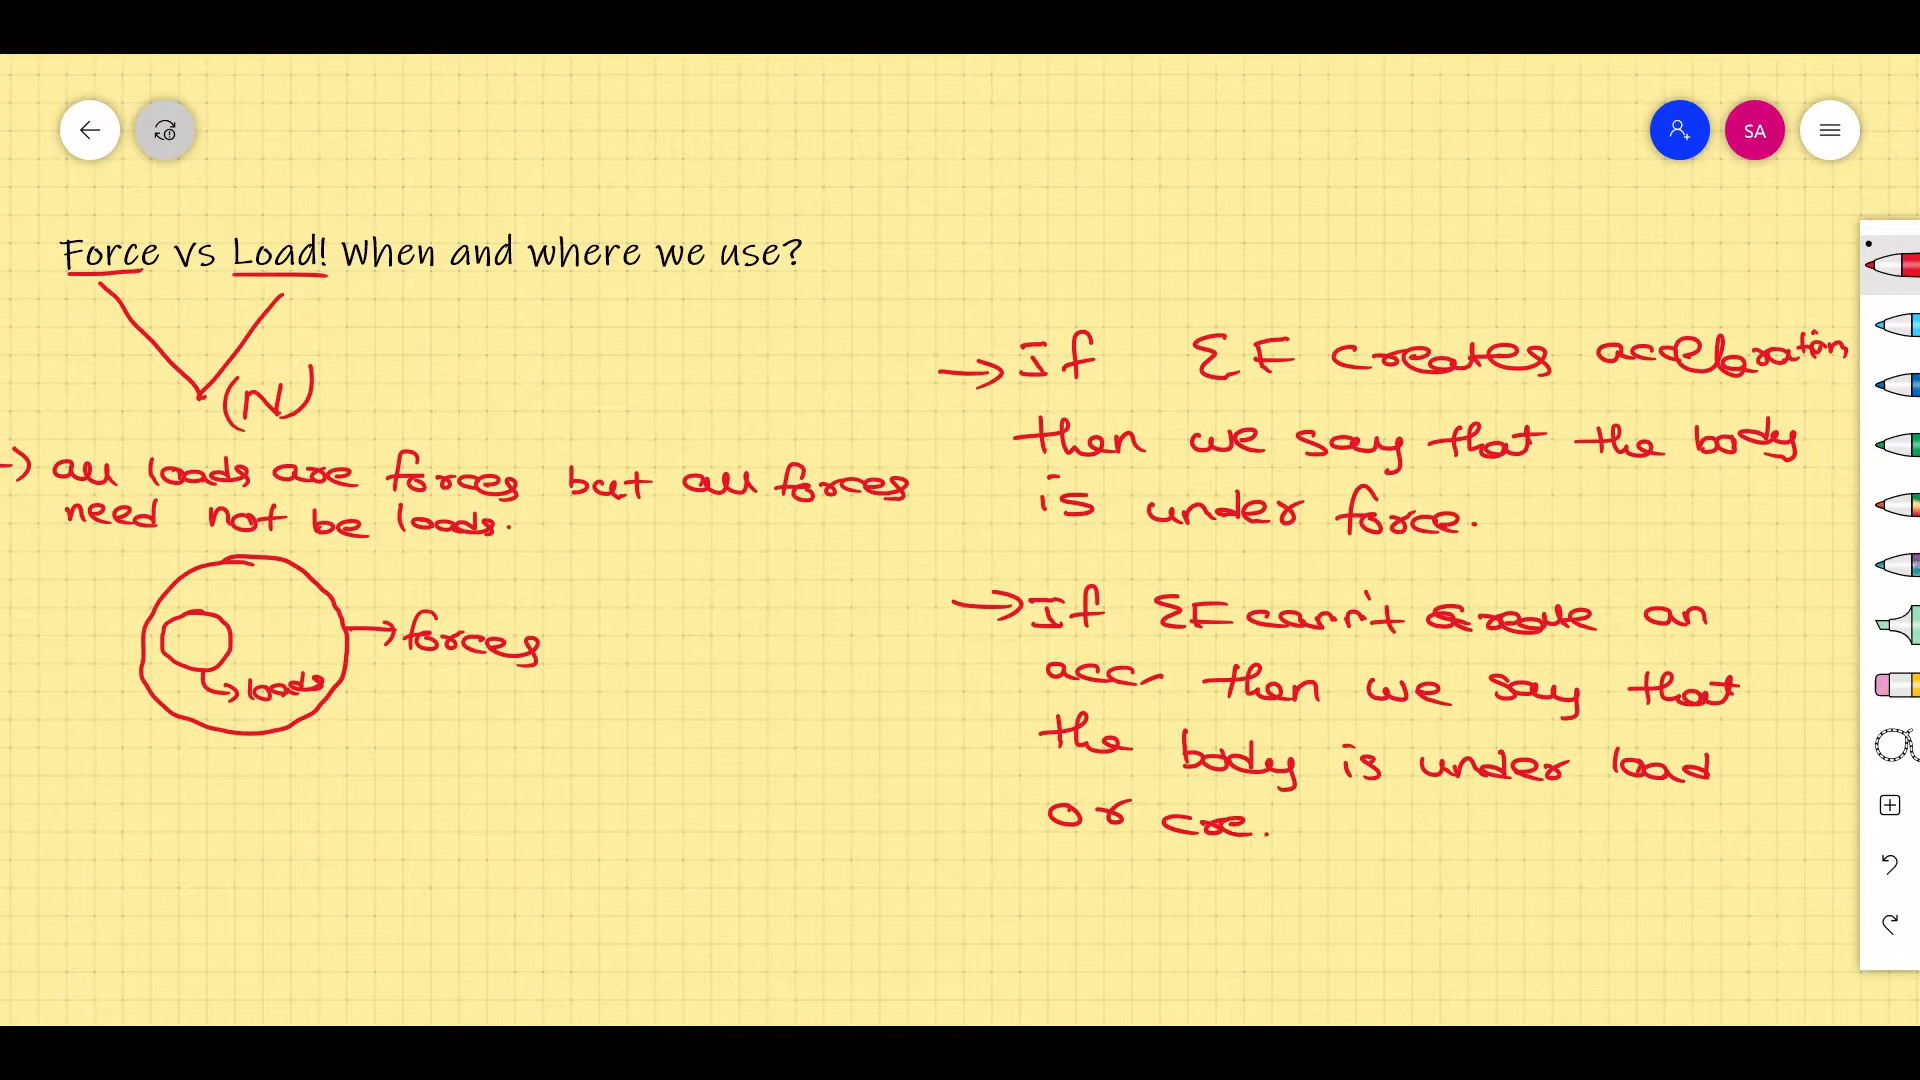 SA
Force vs Load! When and where we use?
(N)
→ all loads are forces but all forces
need not be loads.
→ forces
→ loads
→ If ΣF creates acceleration,
then we say that the body
is under force.
→ If ΣF cann't create an
acc. then we say that
the body is under load
or